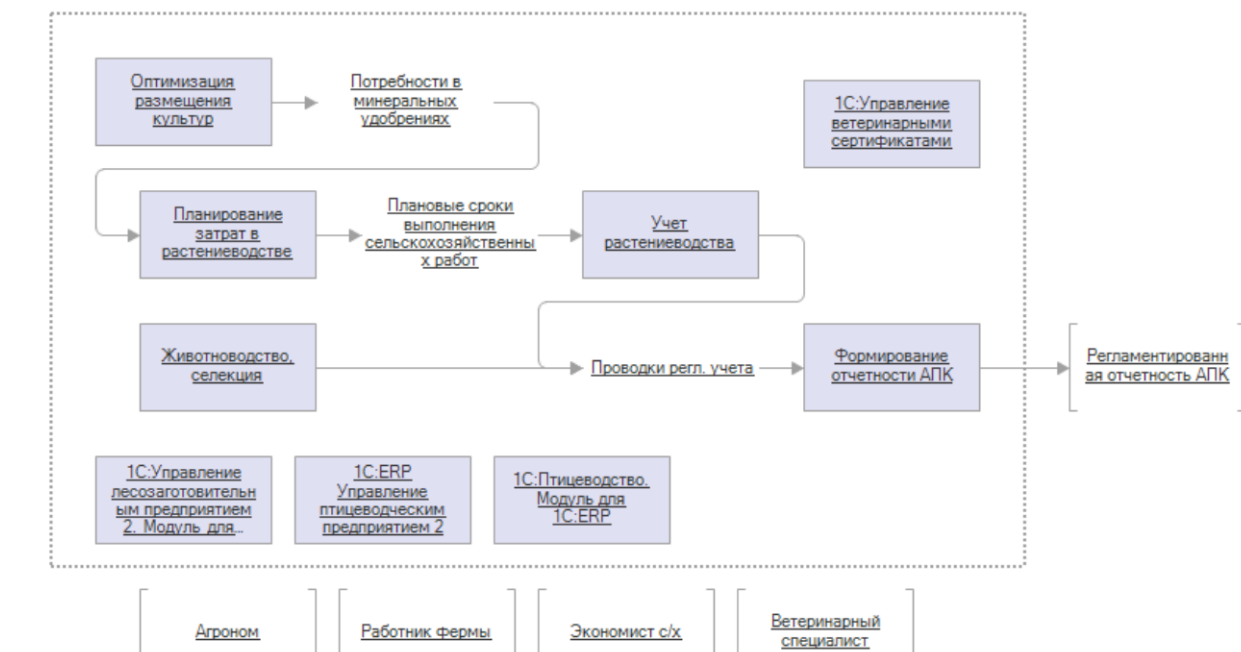 Оптимизация
размещения
культур
Потребности в
минеральных
удобрениях
1С:Управление
ветеринарными
сертификатами
Планирование
затрат в
растениеводстве
Плановые сроки
выполнения
сельскохозяйственны
х работ
Учет
растениеводства
Животноводство,
селекция
Проводки регл. учета
Формирование
отчетности АПК
Регламентированн
ая отчетность АПК
1С:Управление
лесозаготовительн
ым предприятием
2. Модуль для...
1С:ERP
Управление
птицеводческим
предприятием 2
1С:Птицеводство.
Модуль для
1С:ERP
Агроном
Работник фермы
Экономист с/х
Ветеринарный
специалист